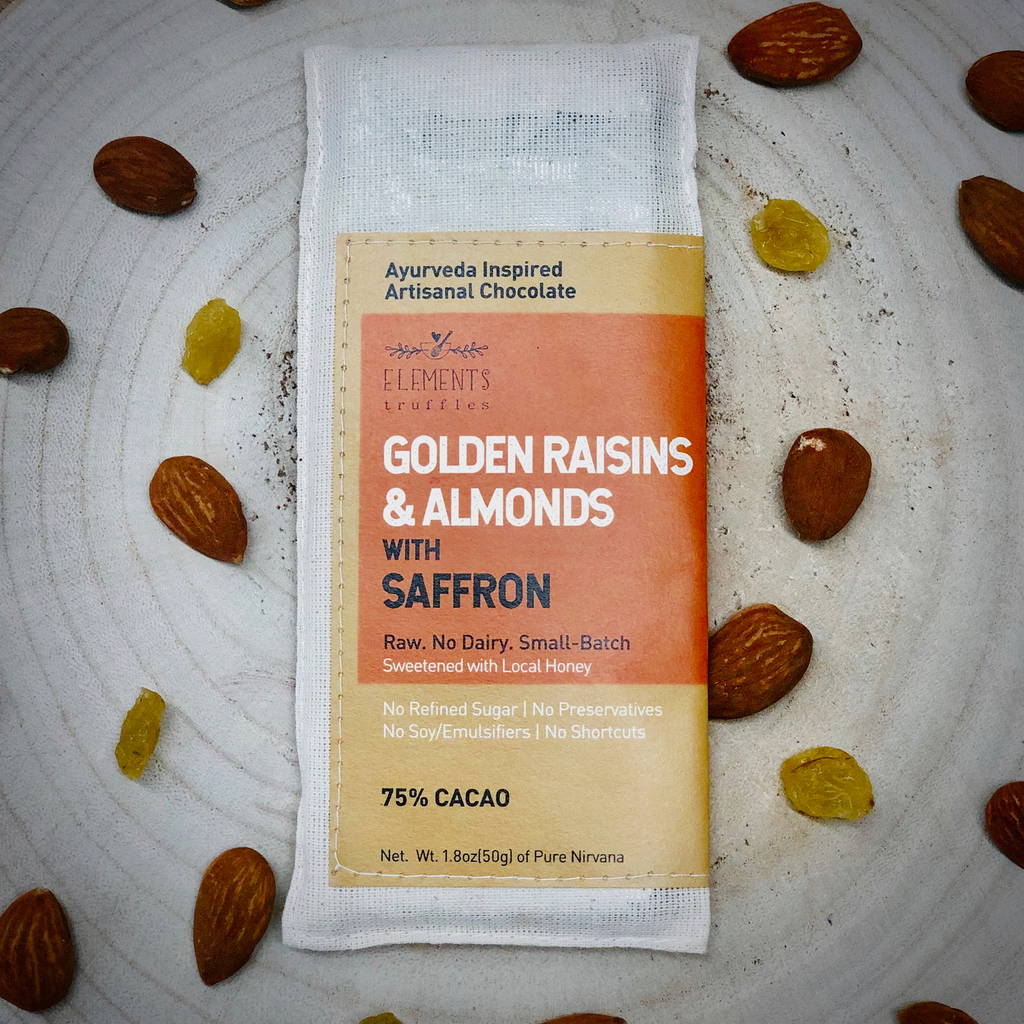 Ayurveda Inspired
Artisanal Chocolate
ELEMENTS
truffles
GOLDEN RAISINS
& ALMONDS
WITH
SAFFRON
Raw. No Dairy. Small-Batch
Sweetened with Local Honey
No Refined Sugar | No Preservatives
No Soy/Emulsifiers | No Shortcuts
75% CACAO
Net. Wt. 1.8oz(50g) of Pure Nirvana